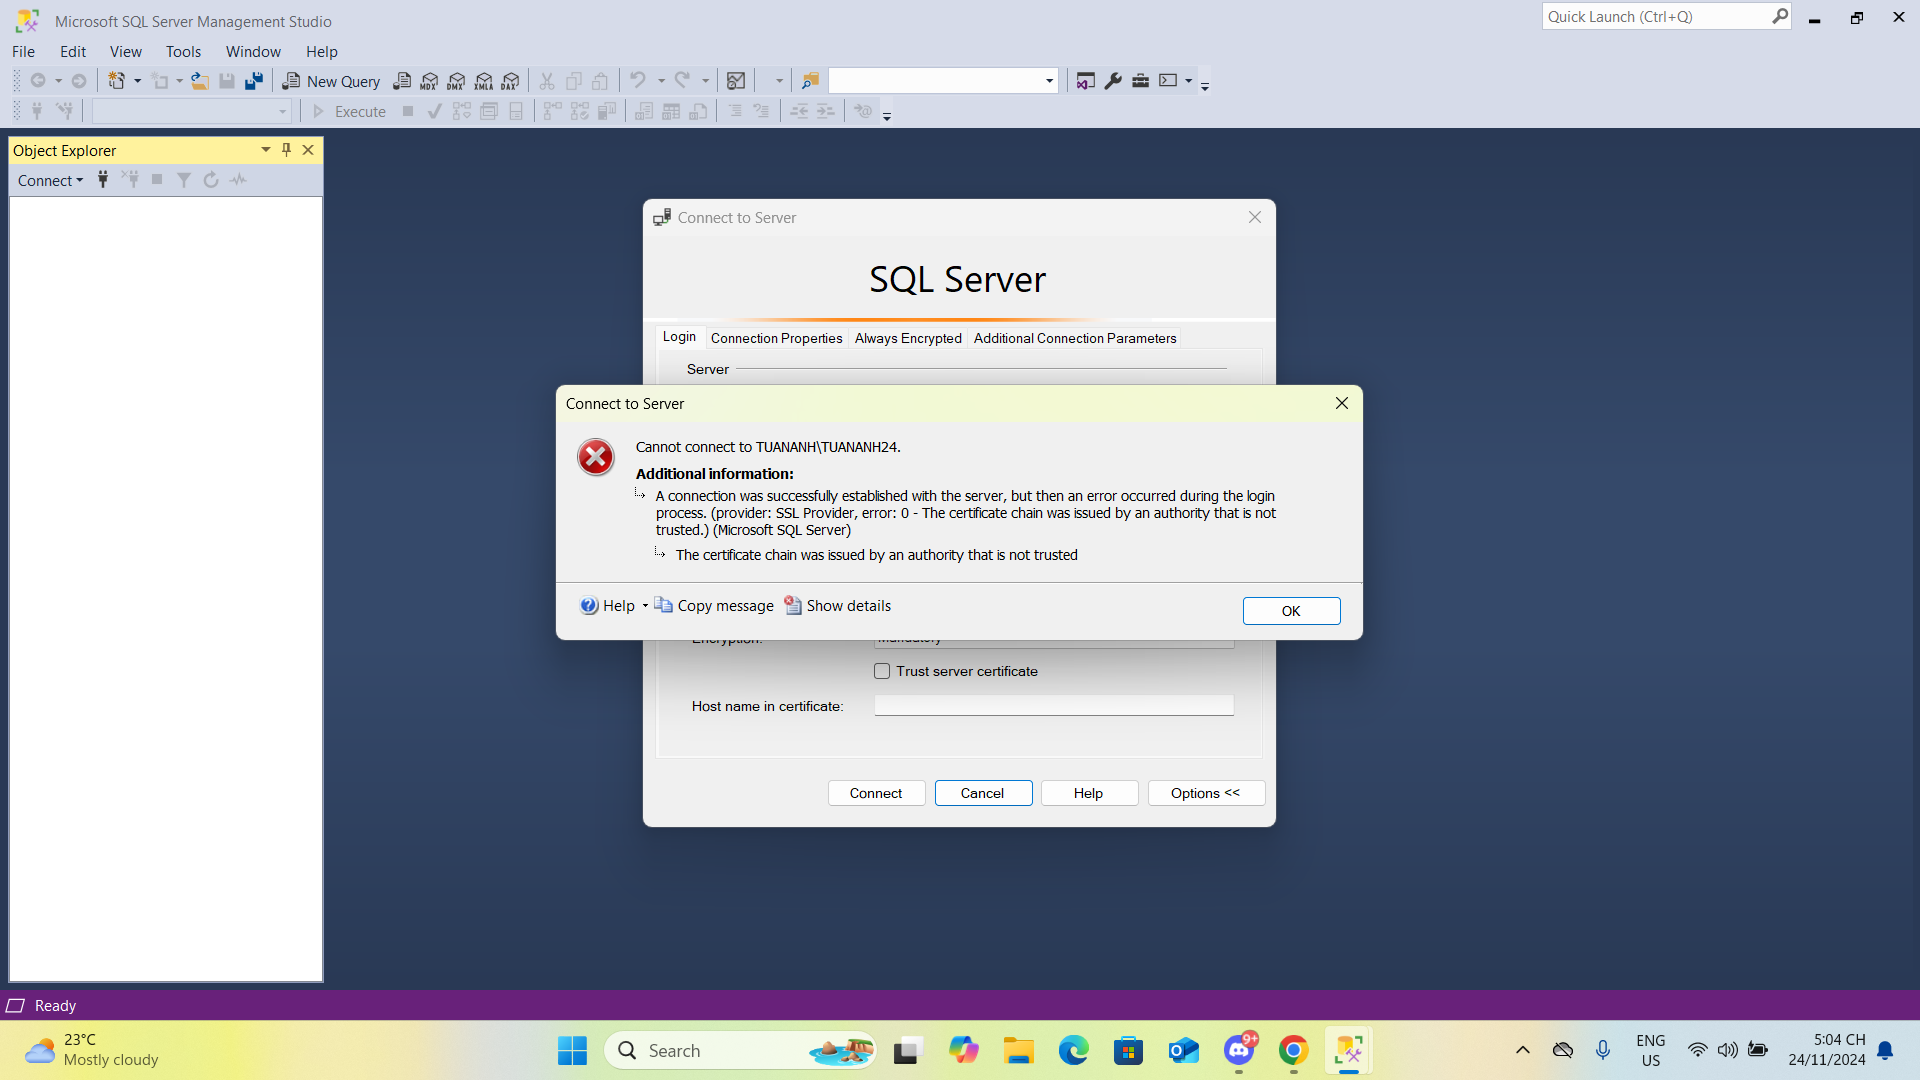 Microsoft SQL Server Management Studio
Quick Launch (Ctrl+Q)
File Edit View Tools Window Help
New Query MDX DMX XMLA DAX
Execute
Object Explorer
Connect
Connect to Server
SQL Server
Login Connection Properties Always Encrypted Additional Connection Parameters
Server
Connect to Server
Cannot connect to TUANANH\TUANANH24.
Additional information:
A connection was successfully established with the server, but then an error occurred during the login
process. (provider: SSL Provider, error: 0 - The certificate chain was issued by an authority that is not
trusted.) (Microsoft SQL Server)
The certificate chain was issued by an authority that is not trusted
Help Copy message Show details OK
Encryption: Mandatory
Trust server certificate
Host name in certificate:
Connect Cancel Help Options <<
Ready
23°C
Mostly cloudy
Search
9+
ENG
US
5:04 CH
24/11/2024